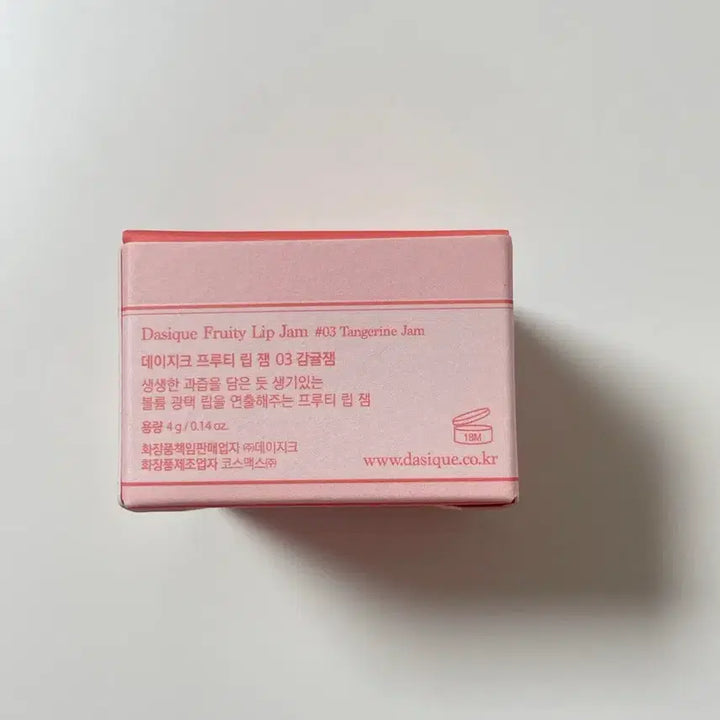 Dasique Fruity Lip Jam #03 Tangerine Jam
데이지크 프루티 립 잼 03 감귤잼
생생한 과즙을 담은 듯 생기있는
볼륨 광택 립을 연출해주는 프루티 립 잼
용량 4 g / 0.14 oz.
화장품책임판매업자 ㈜데이지크
화장품제조업자 코스맥스㈜
18M
www.dasique.co.kr